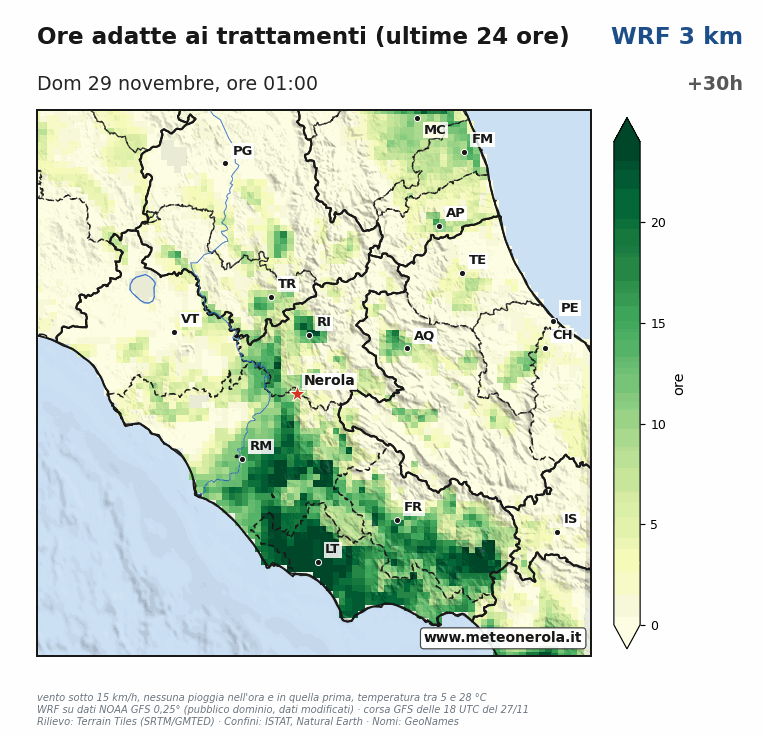 Ore adatte ai trattamenti (ultime 24 ore)
WRF 3 km
Dom 29 novembre, ore 01:00
+30h
MC
FM
PG
AP
TE
TR
PE
VT
RI
CH
AQ
Nerola
RM
FR
IS
LT
www.meteonerola.it
20
15
10
5
0
ore
vento sotto 15 km/h, nessuna pioggia nell'ora e in quella prima, temperatura tra 5 e 28 °C
WRF su dati NOAA GFS 0,25° (pubblico dominio, dati modificati) · corsa GFS delle 18 UTC del 27/11
Rilievo: Terrain Tiles (SRTM/GMTED) · Confini: ISTAT, Natural Earth · Nomi: GeoNames